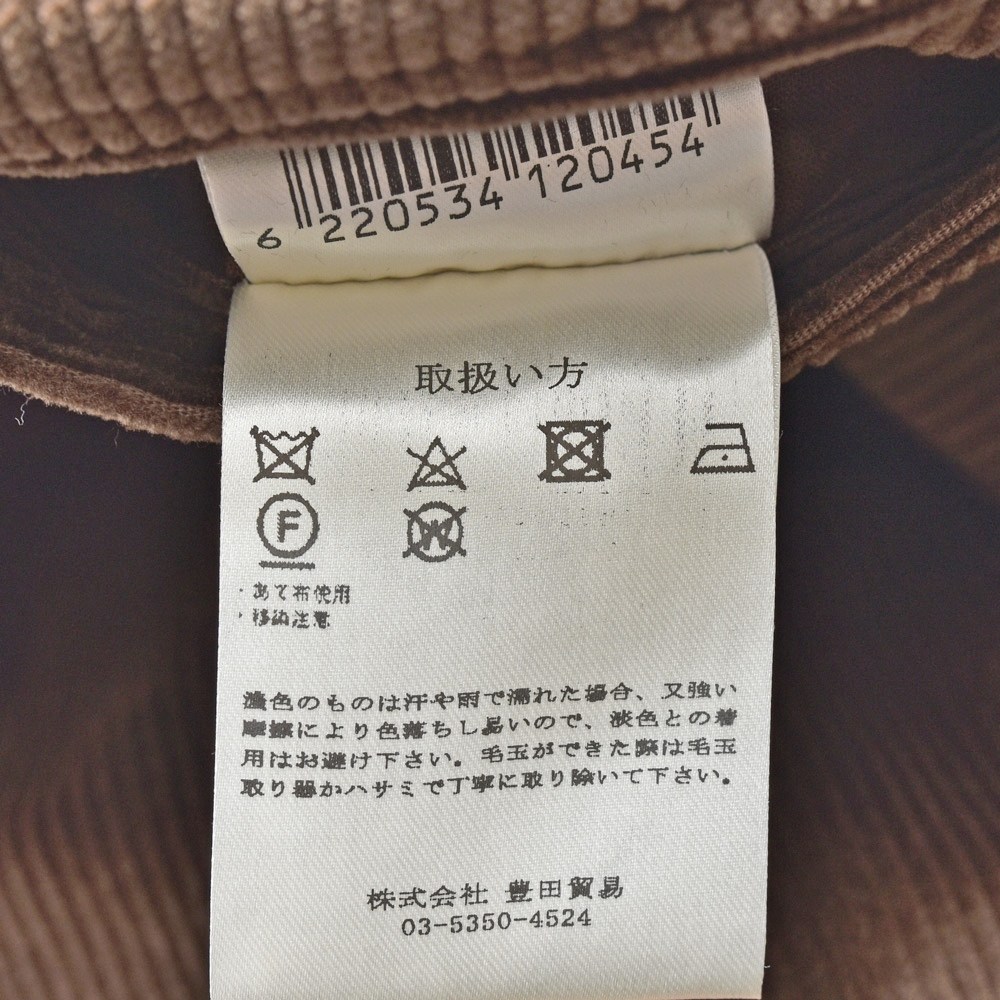 6 220534 120454
取扱い方
F
W
・あて布使用
・移染注意
濃色のものは汗や雨で濡れた場合、又強い
摩擦により色落ちし易いので、淡色との着
用はお避け下さい。毛玉ができた際は毛玉
取り器かハサミで丁寧に取り除いて下さい。
株式会社 豊田貿易
03-5350-4524